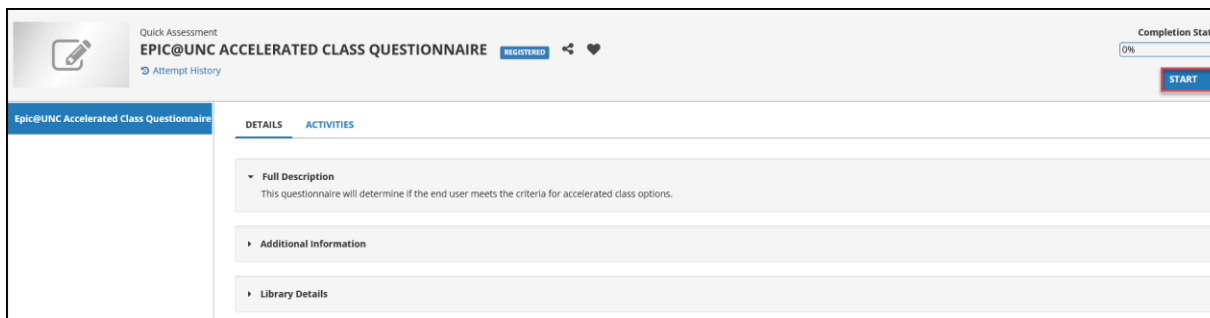 Quick Assessment
EPIC@UNC ACCELERATED CLASS QUESTIONNAIRE REGISTERED
Attempt History
Completion Stat
0%
START
Epic@UNC Accelerated Class Questionnaire
DETAILS ACTIVITIES
Full Description
This questionnaire will determine if the end user meets the criteria for accelerated class options.
Additional Information
Library Details